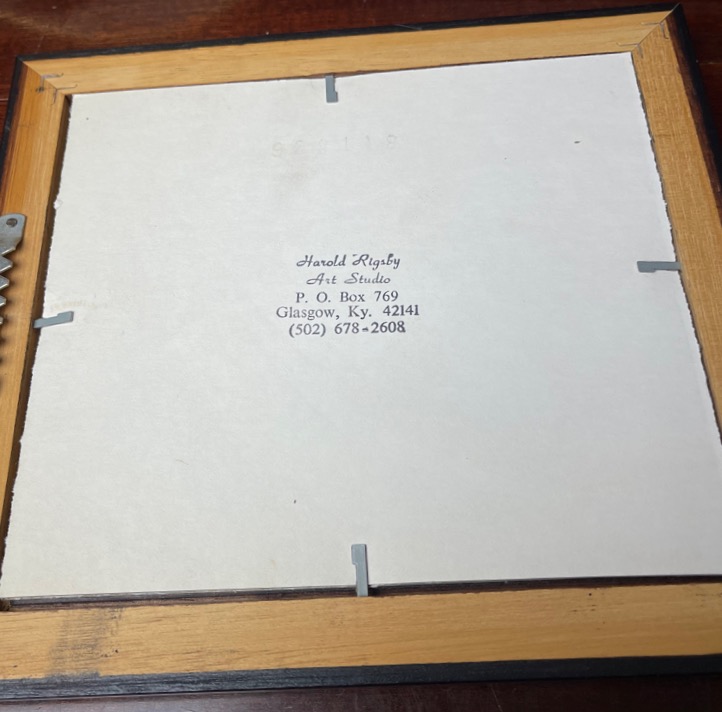 Harold Rigsby
Art Studio
P. O. Box 769
Glasgow, Ky. 42141
(502) 678-2608